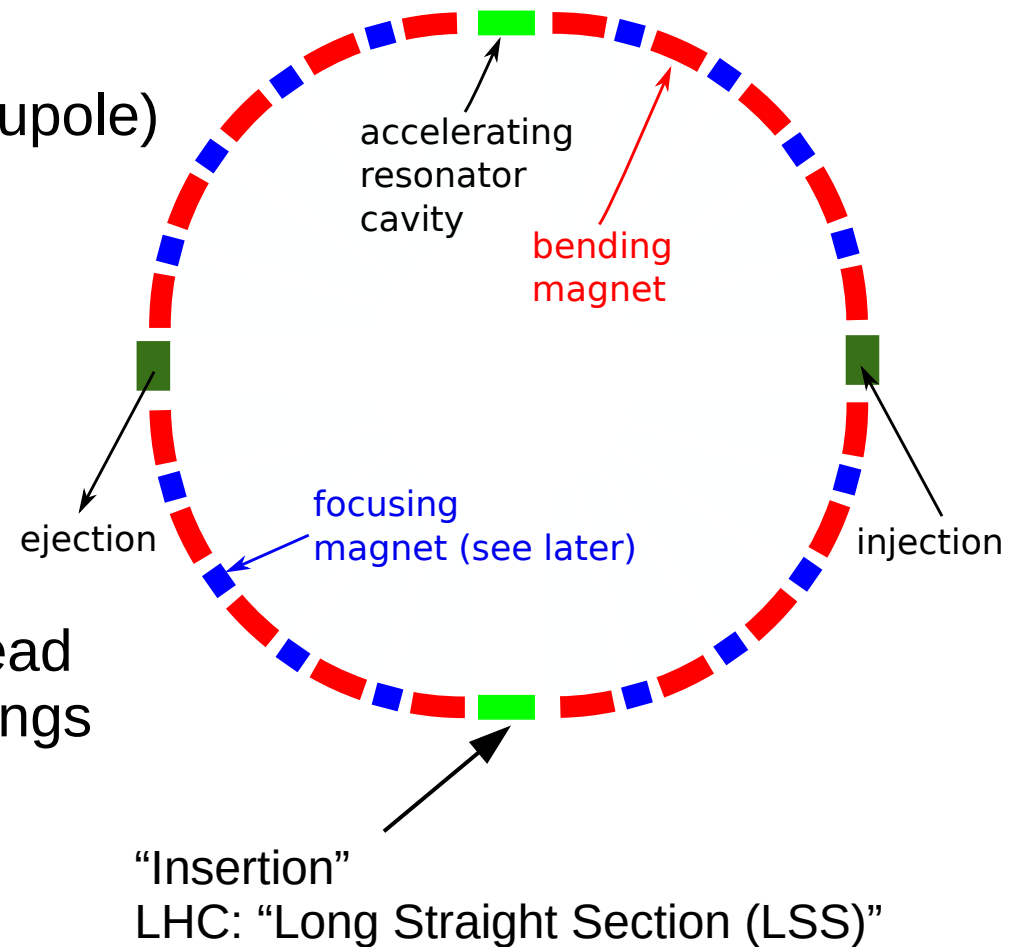 upole)
accelerating
resonator
cavity
bending
magnet
focusing
magnet (see later)
ejection
injection
ead
ngs
“Insertion”
LHC: “Long Straight Section (LSS)”